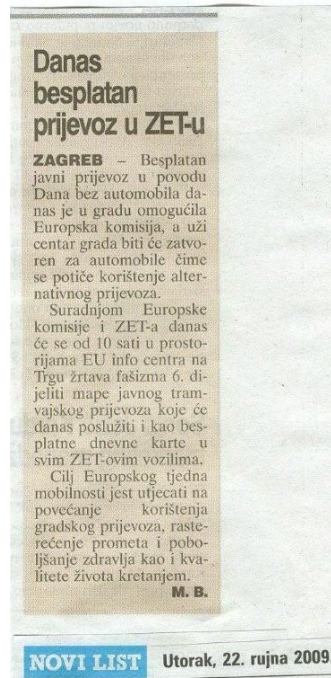 Danas
besplatan
prijevoz u ZET-u
ZAGREB – Besplatan
javni prijevoz u povodu
Dana bez automobila da-
nas je u gradu omogućila
Europska komisija, a uži
centar grada biti će zatvo-
ren za automobile čime
se potiče korištenje alter-
nativnog prijevoza.
Suradnjom Europske
komisije i ZET-a danas
će se od 10 sati u prosto-
rijama EU info centra na
Trgu žrtava fašizma 6. di-
jeliti mape javnog tram-
vajskog prijevoza koje će
danas poslužiti i kao bes-
platne dnevne karte u
svim ZET-ovim vozilima.
Cilj Europskog tjedna
mobilnosti jest utjecati na
povećanje korištenja
gradskog prijevoza, raste-
rećenje prometa i pobo-
ljšanje zdravlja kao i kva-
litete života kretanjem.
M. B.
NOVI LIST Utorak, 22. rujna 2009.